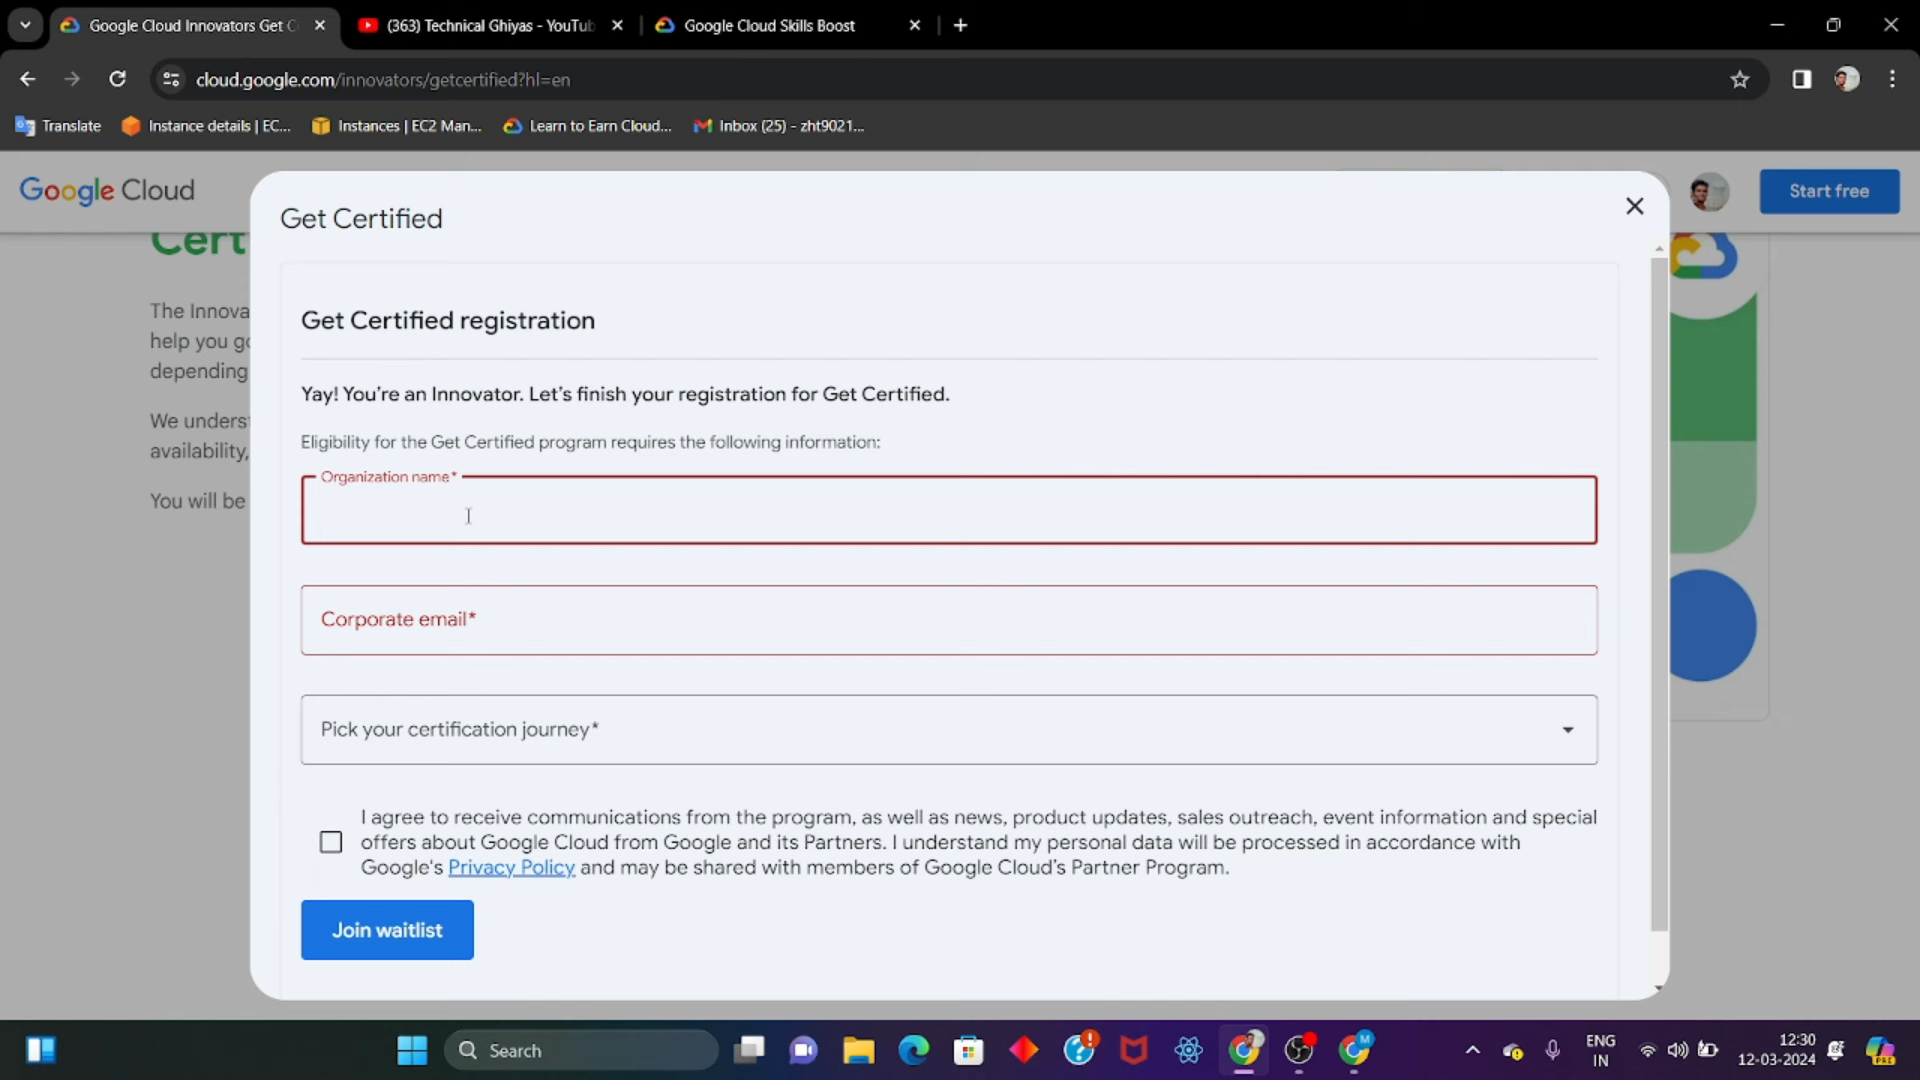 Google Cloud Innovators Get C
(363) Technical Ghiyas - YouTub
Google Cloud Skills Boost
cloud.google.com/innovators/getcertified?hl=en
Translate
Instance details | EC...
Instances | EC2 Man...
Learn to Earn Cloud...
Inbox (25) - zht9021...
Google Cloud
Start free
Cert
The Innova
help you go
depending
We underst
availability,
You will be
Get Certified
Get Certified registration
Yay! You're an Innovator. Let's finish your registration for Get Certified.
Eligibility for the Get Certified program requires the following information:
Organization name*
Corporate email*
Pick your certification journey*
I agree to receive communications from the program, as well as news, product updates, sales outreach, event information and special
offers about Google Cloud from Google and its Partners. I understand my personal data will be processed in accordance with
Google's Privacy Policy and may be shared with members of Google Cloud's Partner Program.
Join waitlist
Search
M
ENG
IN
12:30
12-03-2024
PRE